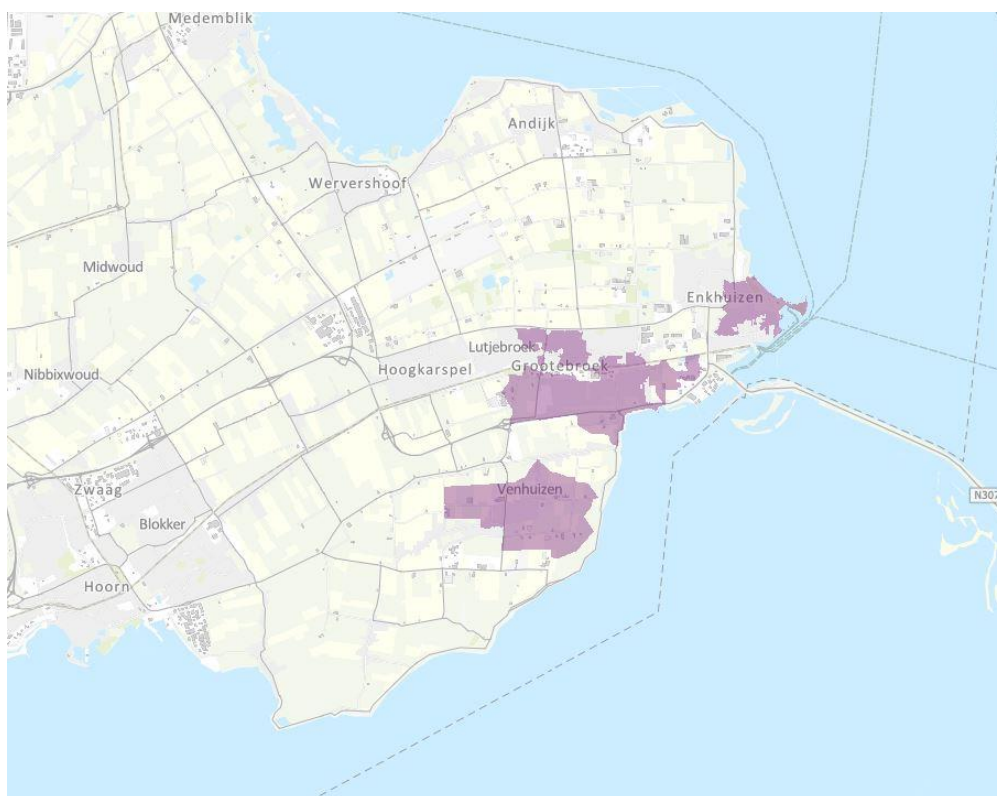 Medemblik
Andijk
Wervershoof
Midwoud
Enkhuizen
Lutjebroek
Grootebroek
Hoogkarspel
Nibbixwoud
Venhuizen
Zwaag
N307
Blokker
Hoorn